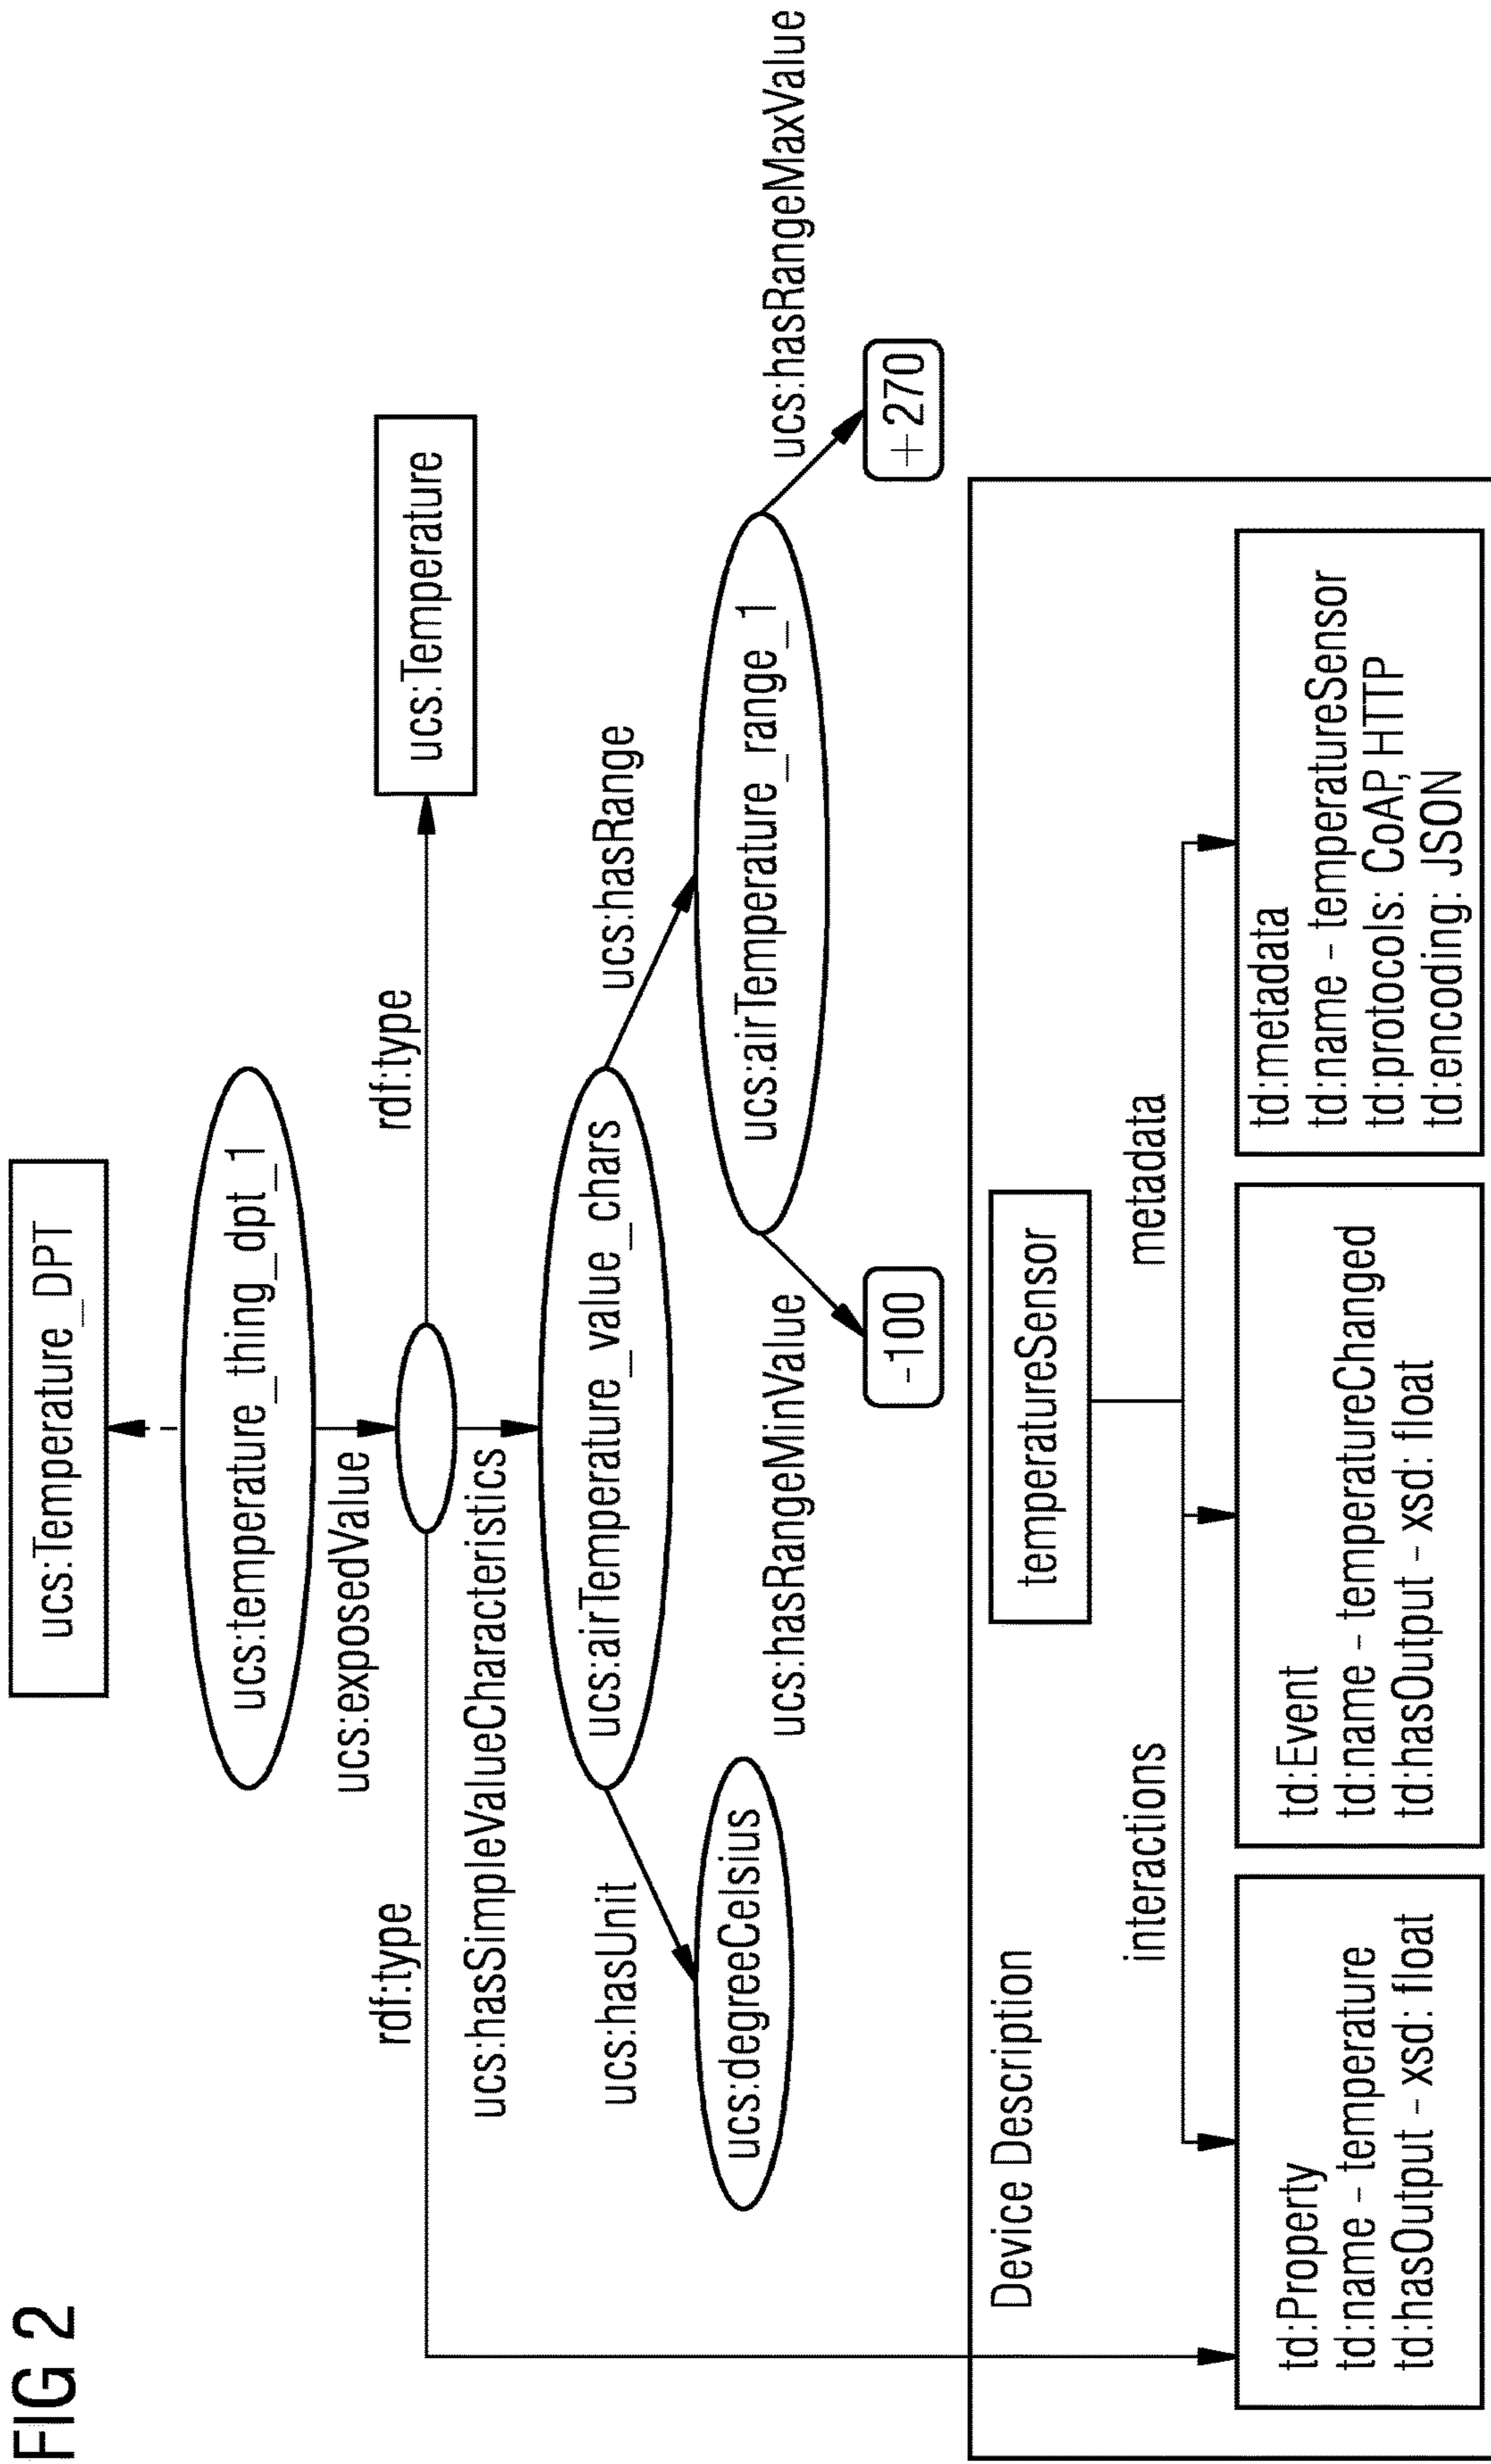 FIG 2
ucs:Temperature_DPT
ucs:temperature_thing_dpt_1
ucs:exposedValue
rdf:type
rdf:type
ucs:Temperature
ucs:hasSimpleValueCharacteristics
ucs:airTemperature_value_chars
ucs:hasUnit
ucs:hasRange
ucs:degreeCelsius
ucs:airTemperature_range_1
ucs:hasRangeMinValue
ucs:hasRangeMaxValue
-100
+270
Device Description
temperatureSensor
interactions
metadata
td:Property
td:name - temperature
td:hasOutput - xsd: float
td:Event
td:name - temperatureChanged
td:hasOutput - xsd: float
td:metadata
td:name - temperatureSensor
td:protocols: CoAP, HTTP
td:encoding: JSON